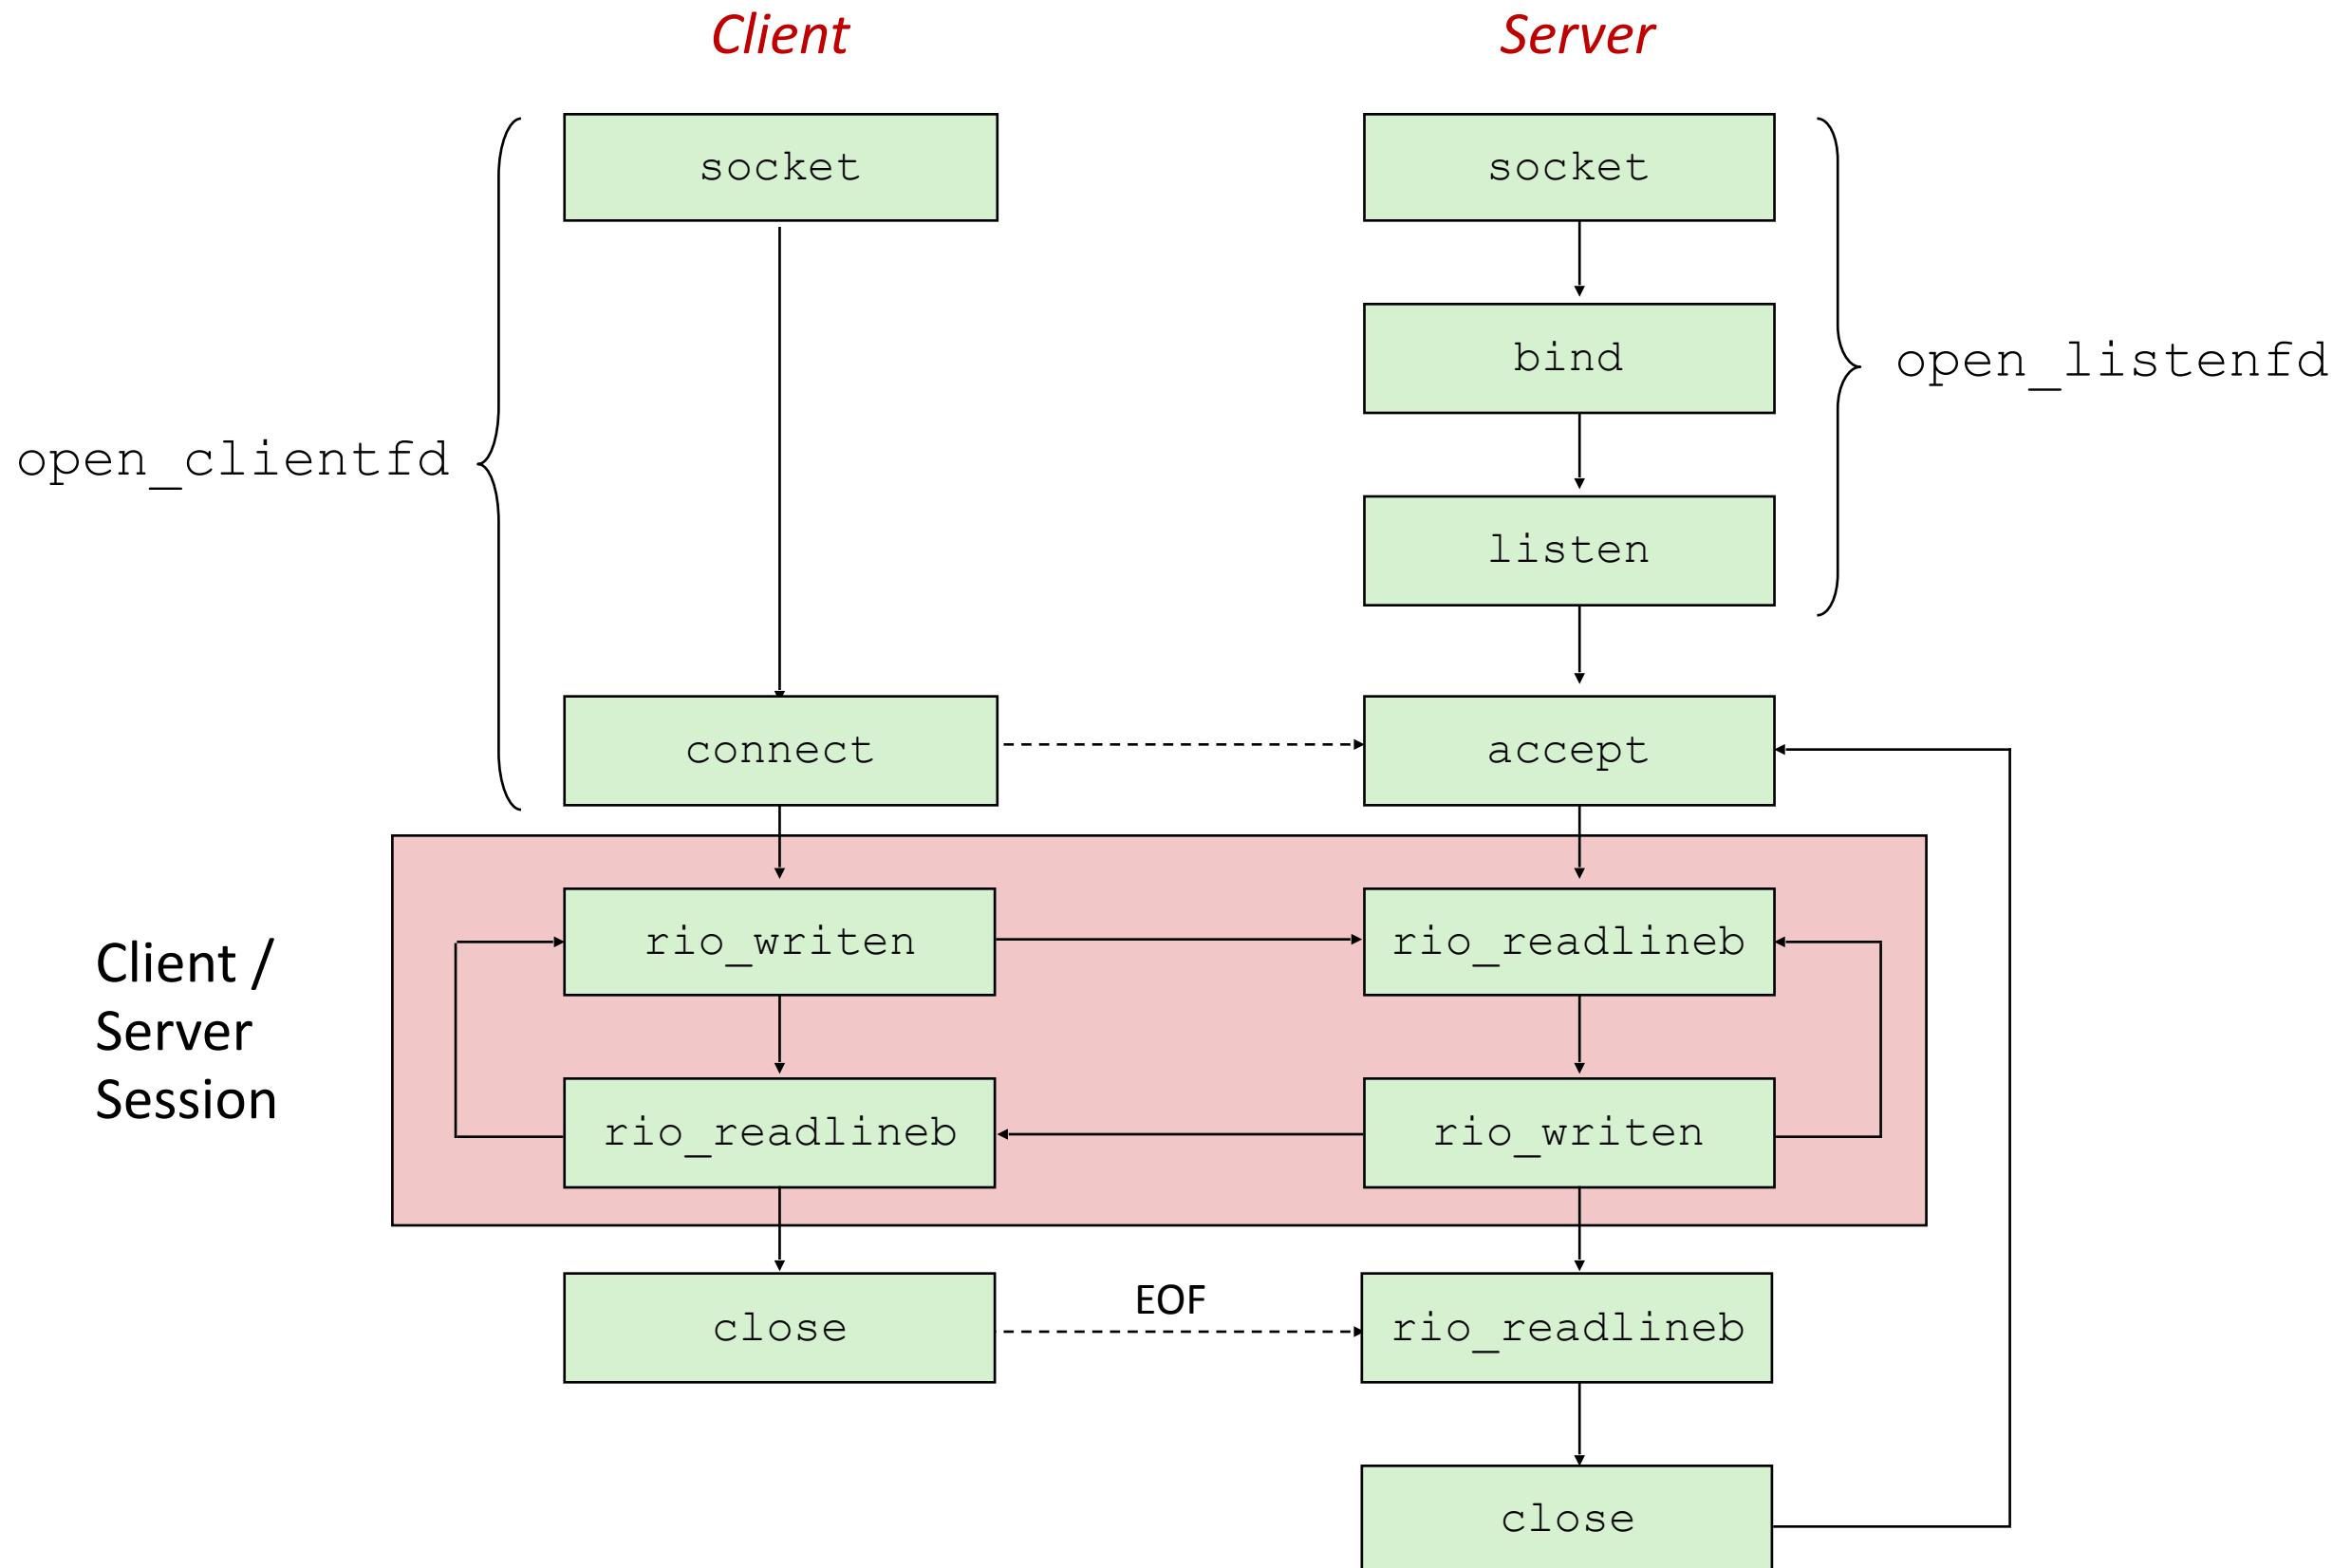 Client
Server
socket
socket
bind
open_listenfd
open_clientfd
listen
connect
accept
Client /
Server
Session
rio_writen
rio_readlineb
rio_readlineb
rio_writen
close
EOF
rio_readlineb
close